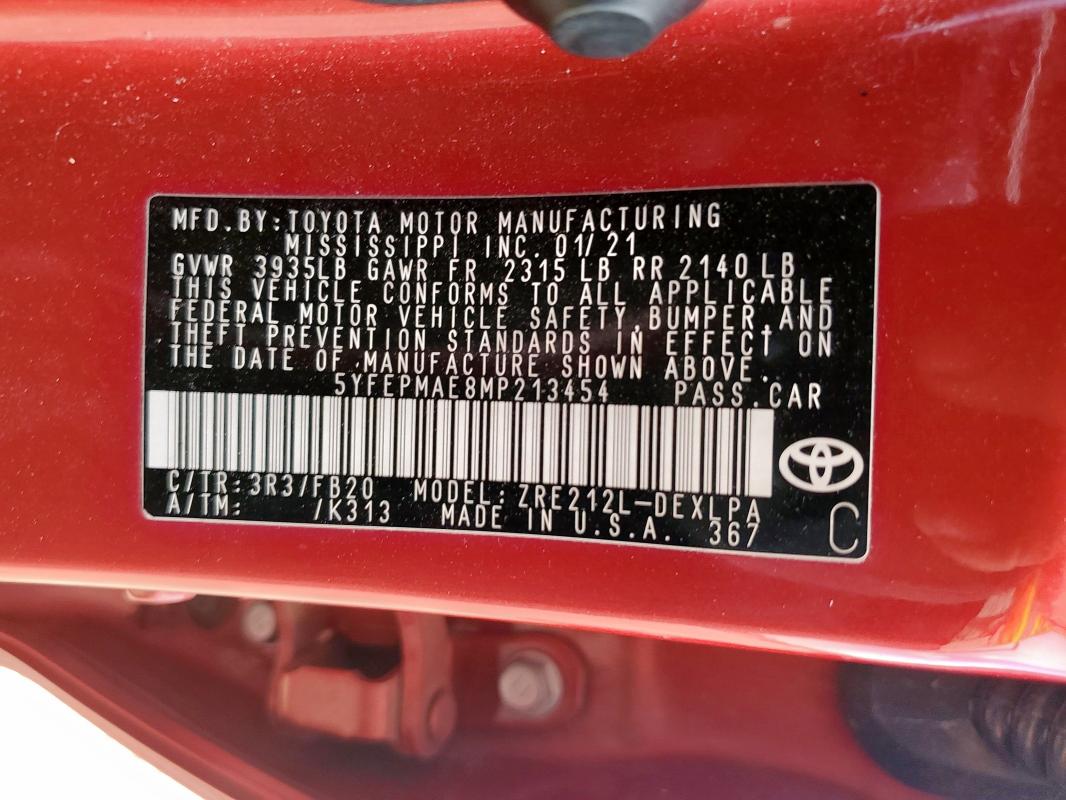 MFD.BY:TOYOTA MOTOR MANUFACTURING
MISSISSIPPI INC. 01/21
GVWR 3935LB GAWR FR 2315 LB RR 2140 LB
THIS VEHICLE CONFORMS TO ALL APPLICABLE
FEDERAL MOTOR VEHICLE SAFETY, BUMPER, AND
THEFT PREVENTION STANDARDS IN EFFECT ON
THE DATE OF MANUFACTURE SHOWN ABOVE.
5YFEPMAE8MP213454 PASS.CAR
C/TR:3R3/FB20 MODEL:ZRE212L-DEXLPA
A/TM: /K313 MADE IN U.S.A. 367 C